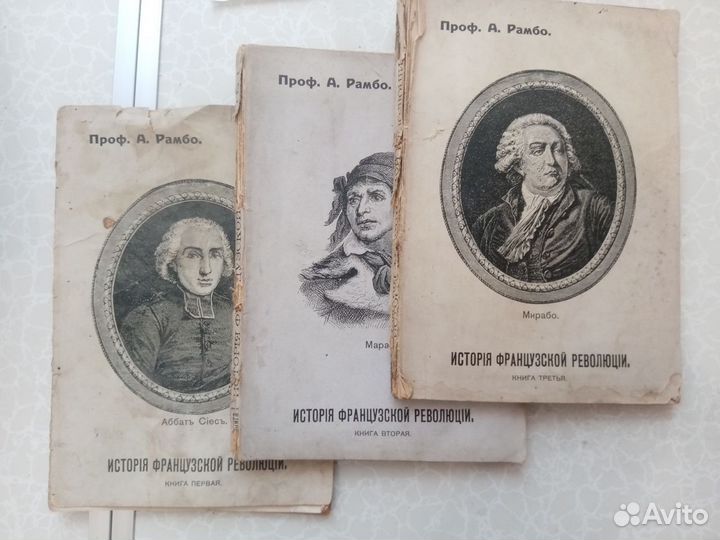 Проф. А. Рамбо.
Аббатъ Сіесъ.
ИСТОРІЯ ФРАНЦУЗСКОЙ РЕВОЛЮЦІИ.
КНИГА ПЕРВАЯ.
Проф. А. Рамбо.
Мара
ИСТОРІЯ ФРАНЦУЗСКОЙ РЕВОЛЮЦІИ.
КНИГА ВТОРАЯ.
Проф. А. Рамбо.
Мирабо.
ИСТОРІЯ ФРАНЦУЗСКОЙ РЕВОЛЮЦІИ.
КНИГА ТРЕТЬЯ.
Avito